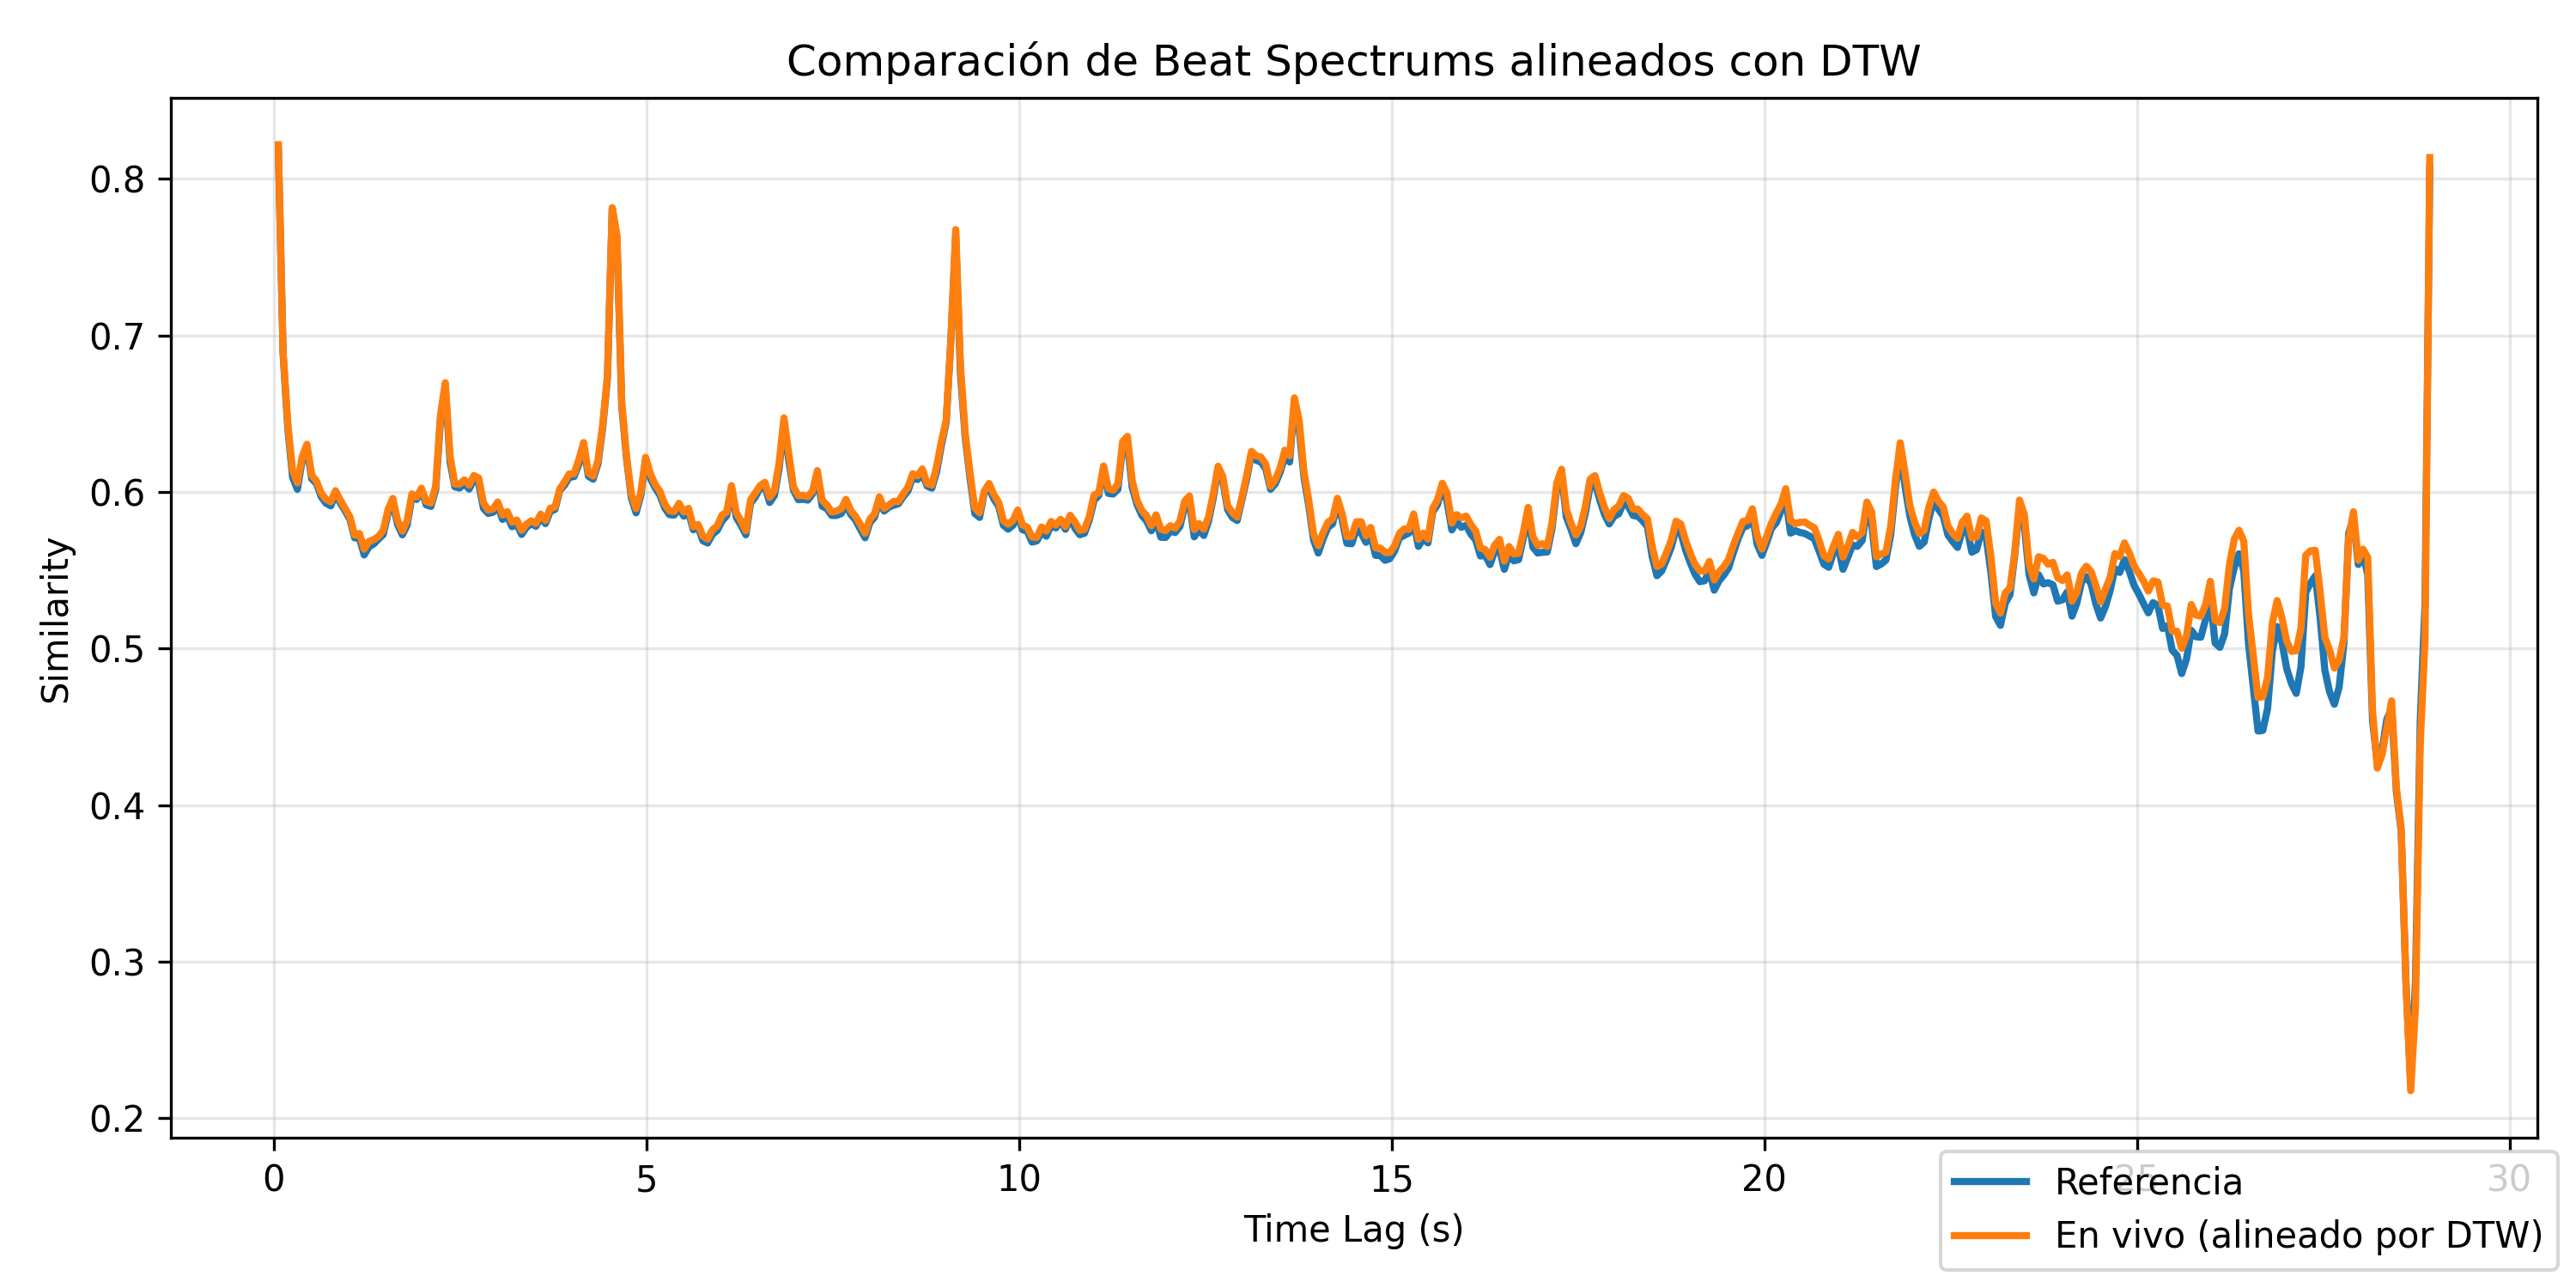 Comparación de Beat Spectrums alineados con DTW
0.8
0.7
0.6
0.5
0.4
0.3
0.2
Similarity
0 5 10 15 20 25 30
Time Lag (s)
Referencia
En vivo (alineado por DTW)